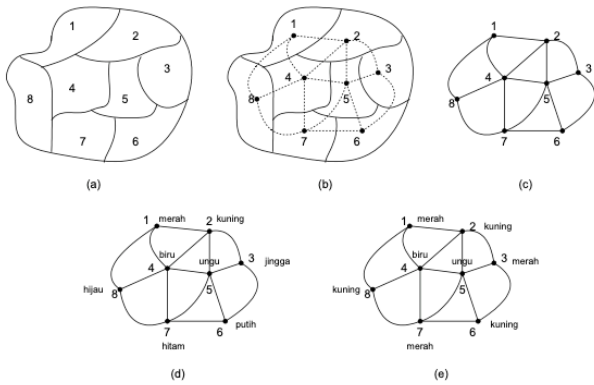 1
2
3
4
5
6
7
8
(a)
1
2
3
4
5
6
7
8
(b)
1
2
3
4
5
6
7
8
(c)
1 merah
2 kuning
biru
4
ungu
5
3 jingga
hijau
8
7
hitam
putih
6
(d)
1 merah
2 kuning
biru
4
ungu
5
3 merah
kuning
8
7
merah
6 kuning
(e)